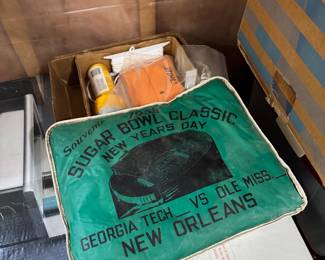 Souvenir
SUGAR BOWL CLASSIC
NEW YEARS DAY
GEORGIA TECH VS OLE MISS
NEW ORLEANS